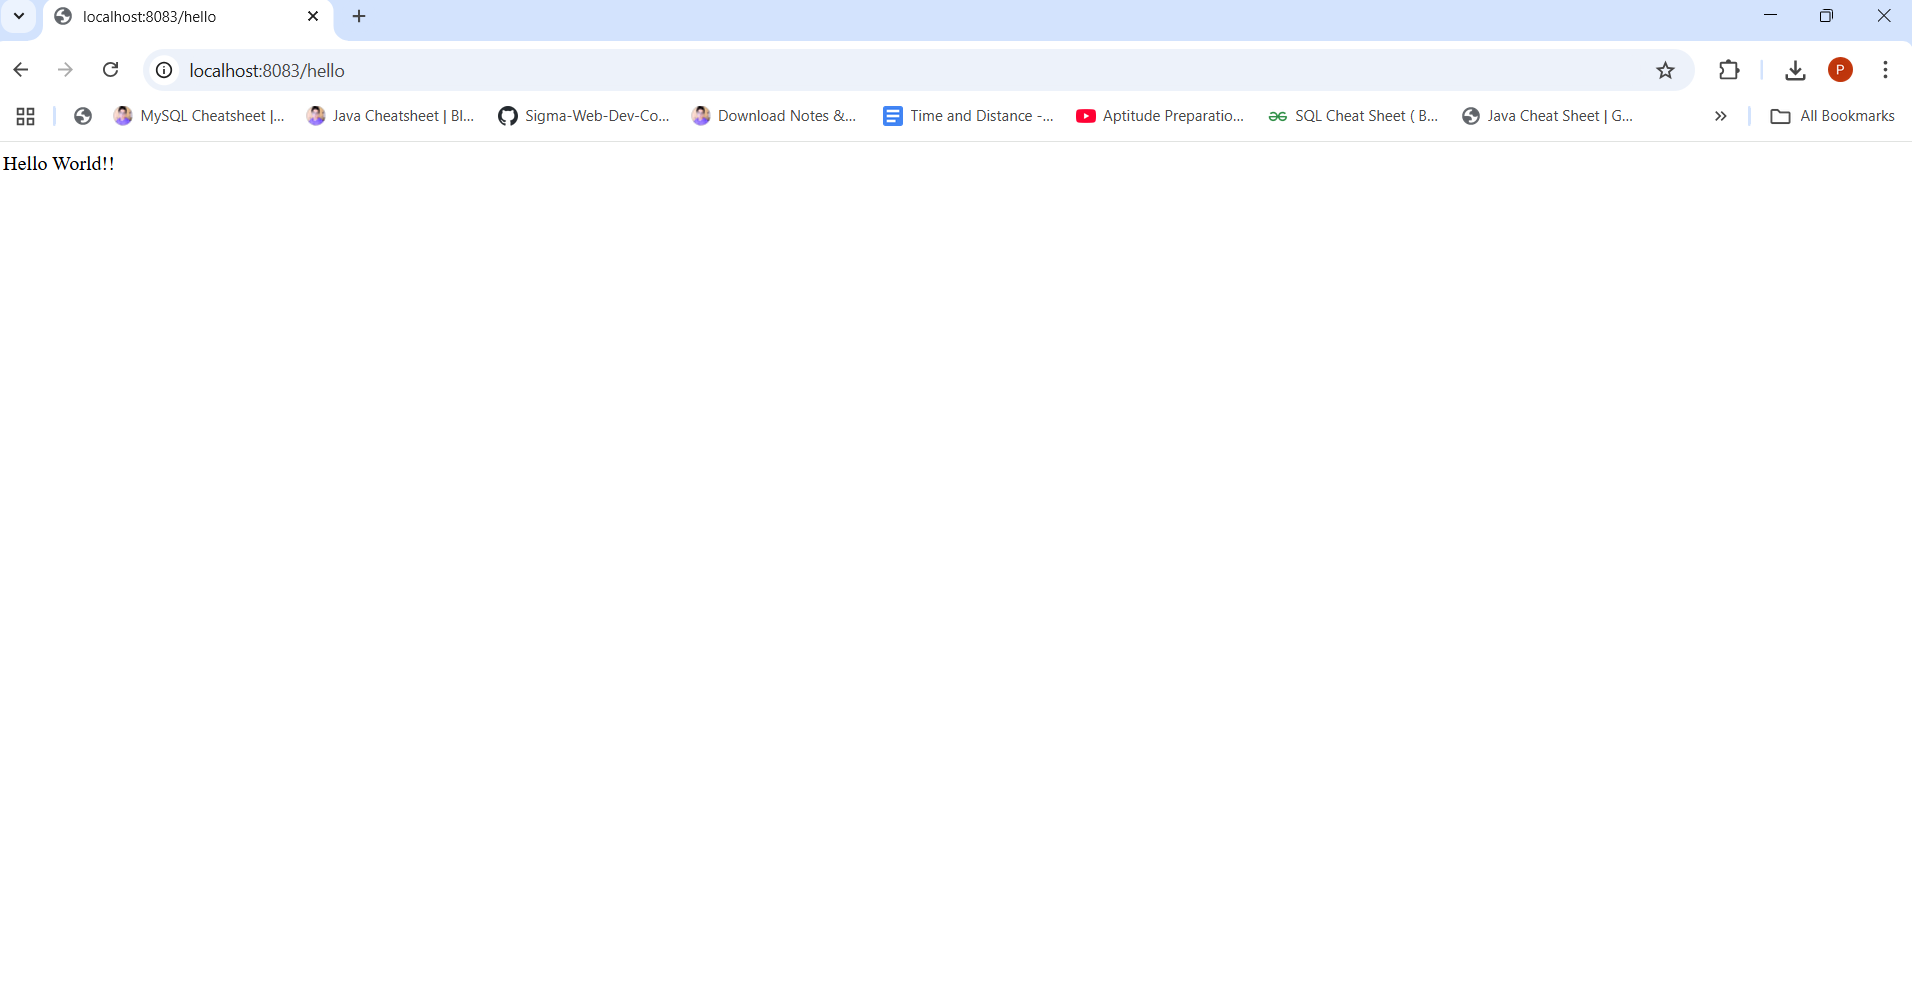 localhost:8083/hello
localhost:8083/hello
P
MySQL Cheatsheet |... Java Cheatsheet | Bl... Sigma-Web-Dev-Co... Download Notes &... Time and Distance -... Aptitude Preparatio... SQL Cheat Sheet ( B... Java Cheat Sheet | G... All Bookmarks
Hello World!!